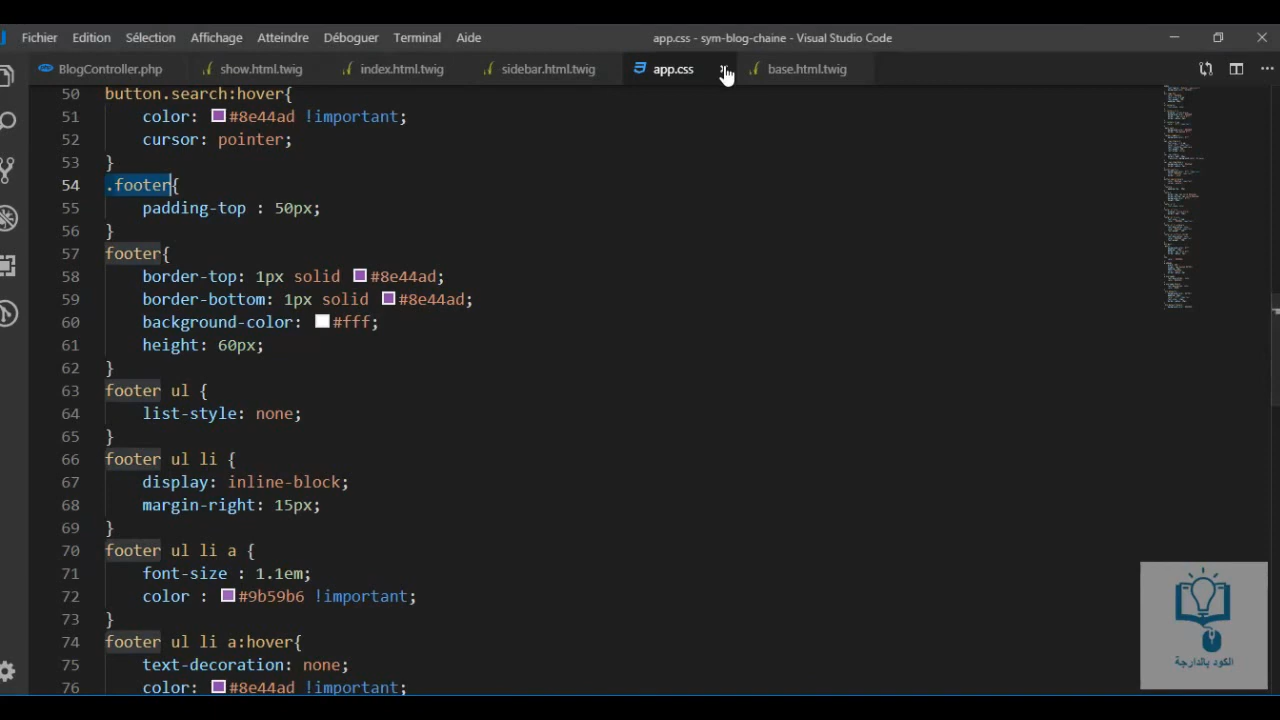 Fichier Edition Sélection Affichage Atteindre Déboguer Terminal Aide app.css - sym-blog-chaine - Visual Studio Code
BlogController.php show.html.twig index.html.twig sidebar.html.twig app.css base.html.twig
50 button.search:hover{
51 color: #8e44ad !important;
52 cursor: pointer;
53 }
54 .footer{
55 padding-top : 50px;
56 }
57 footer{
58 border-top: 1px solid #8e44ad;
59 border-bottom: 1px solid #8e44ad;
60 background-color: #fff;
61 height: 60px;
62 }
63 footer ul {
64 list-style: none;
65 }
66 footer ul li {
67 display: inline-block;
68 margin-right: 15px;
69 }
70 footer ul li a {
71 font-size : 1.1em;
72 color : #9b59b6 !important;
73 }
74 footer ul li a:hover{
75 text-decoration: none;
76 color: #8e44ad !important;
الكود بالدارجة